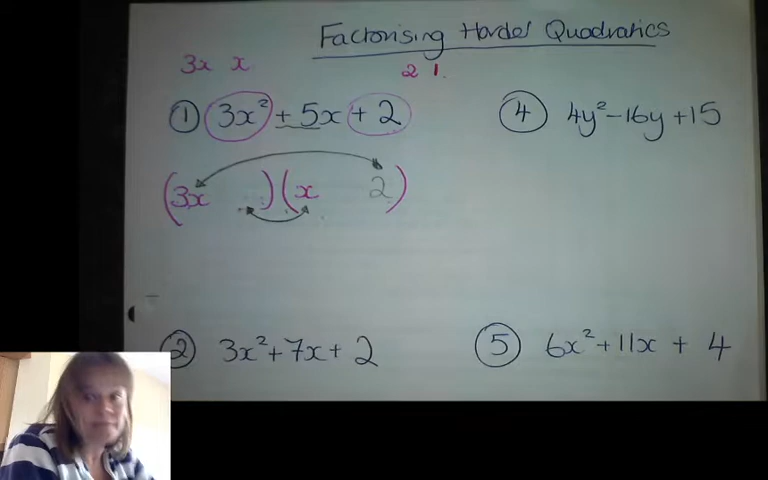 Factorising Harder Quadratics
3x x
2 1.
① 3x² + 5x + 2
(3x )(x 2)
④ 4y² - 16y + 15
② 3x² + 7x + 2
⑤ 6x² + 11x + 4